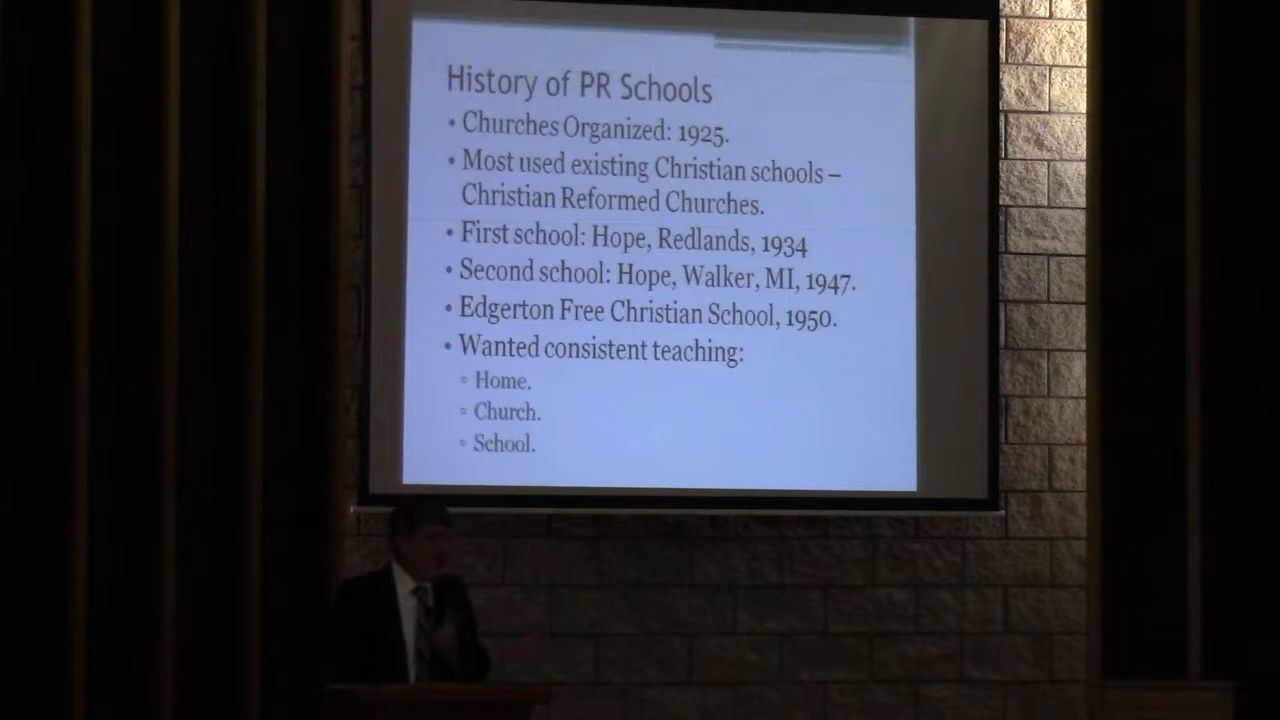 History of PR Schools
• Churches Organized: 1925.
• Most used existing Christian schools –
Christian Reformed Churches.
• First school: Hope, Redlands, 1934
• Second school: Hope, Walker, MI, 1947.
• Edgerton Free Christian School, 1950.
• Wanted consistent teaching:
▫ Home.
▫ Church.
▫ School.